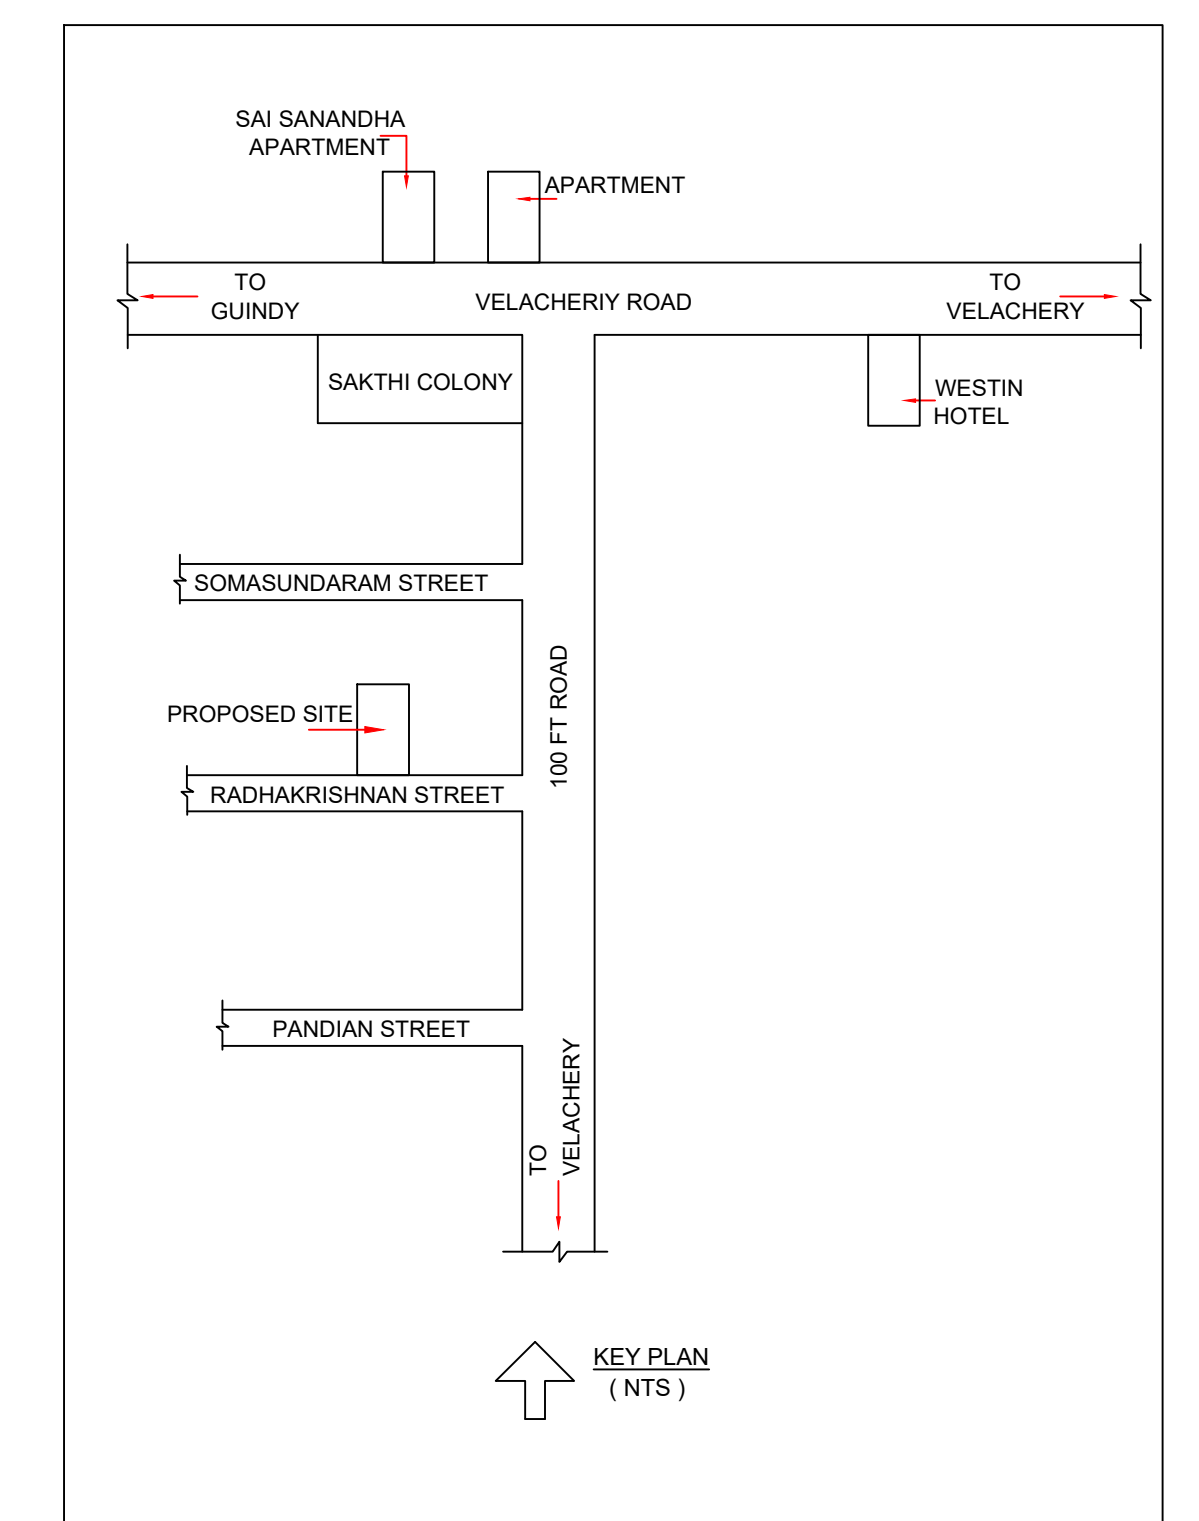 SAI SANANDHA
APARTMENT
APARTMENT
TO
GUINDY
VELACHERIY ROAD
TO
VELACHERY
SAKTHI COLONY
WESTIN
HOTEL
SOMASUNDARAM STREET
100 FT ROAD
PROPOSED SITE
RADHAKRISHNAN STREET
PANDIAN STREET
TO
VELACHERY
KEY PLAN
( NTS )